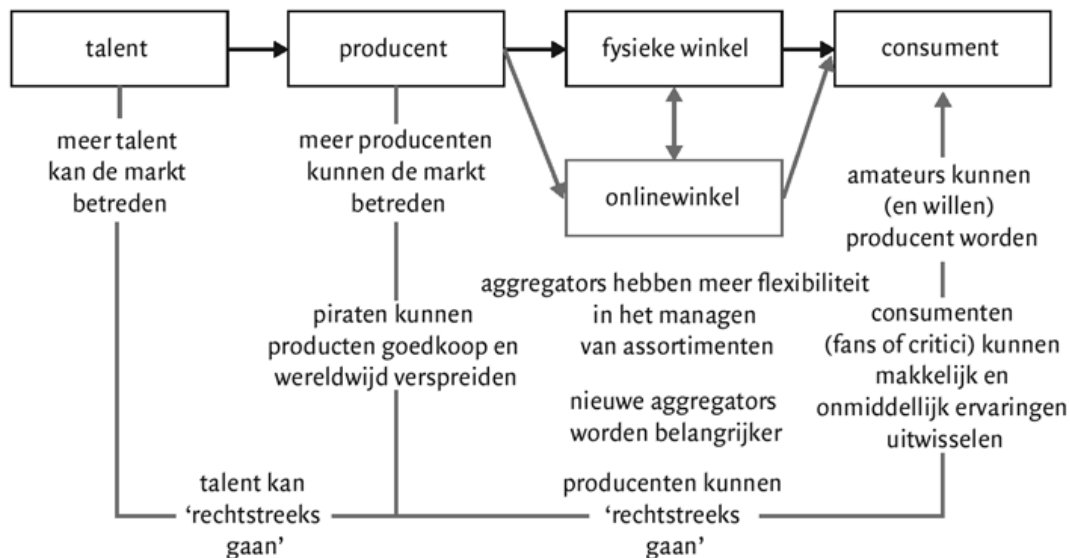 talent
producent
fysieke winkel
consument
onlinewinkel
meer talent
kan de markt
betreden
meer producenten
kunnen de markt
betreden
piraten kunnen
producten goedkoop en
wereldwijd verspreiden
aggregators hebben meer flexibiliteit
in het managen
van assortimenten
nieuwe aggregators
worden belangrijker
amateurs kunnen
(en willen)
producent worden
consumenten
(fans of critici) kunnen
makkelijk en
onmiddellijk ervaringen
uitwisselen
talent kan
‘rechtstreeks
gaan’
producenten kunnen
‘rechtstreeks
gaan’